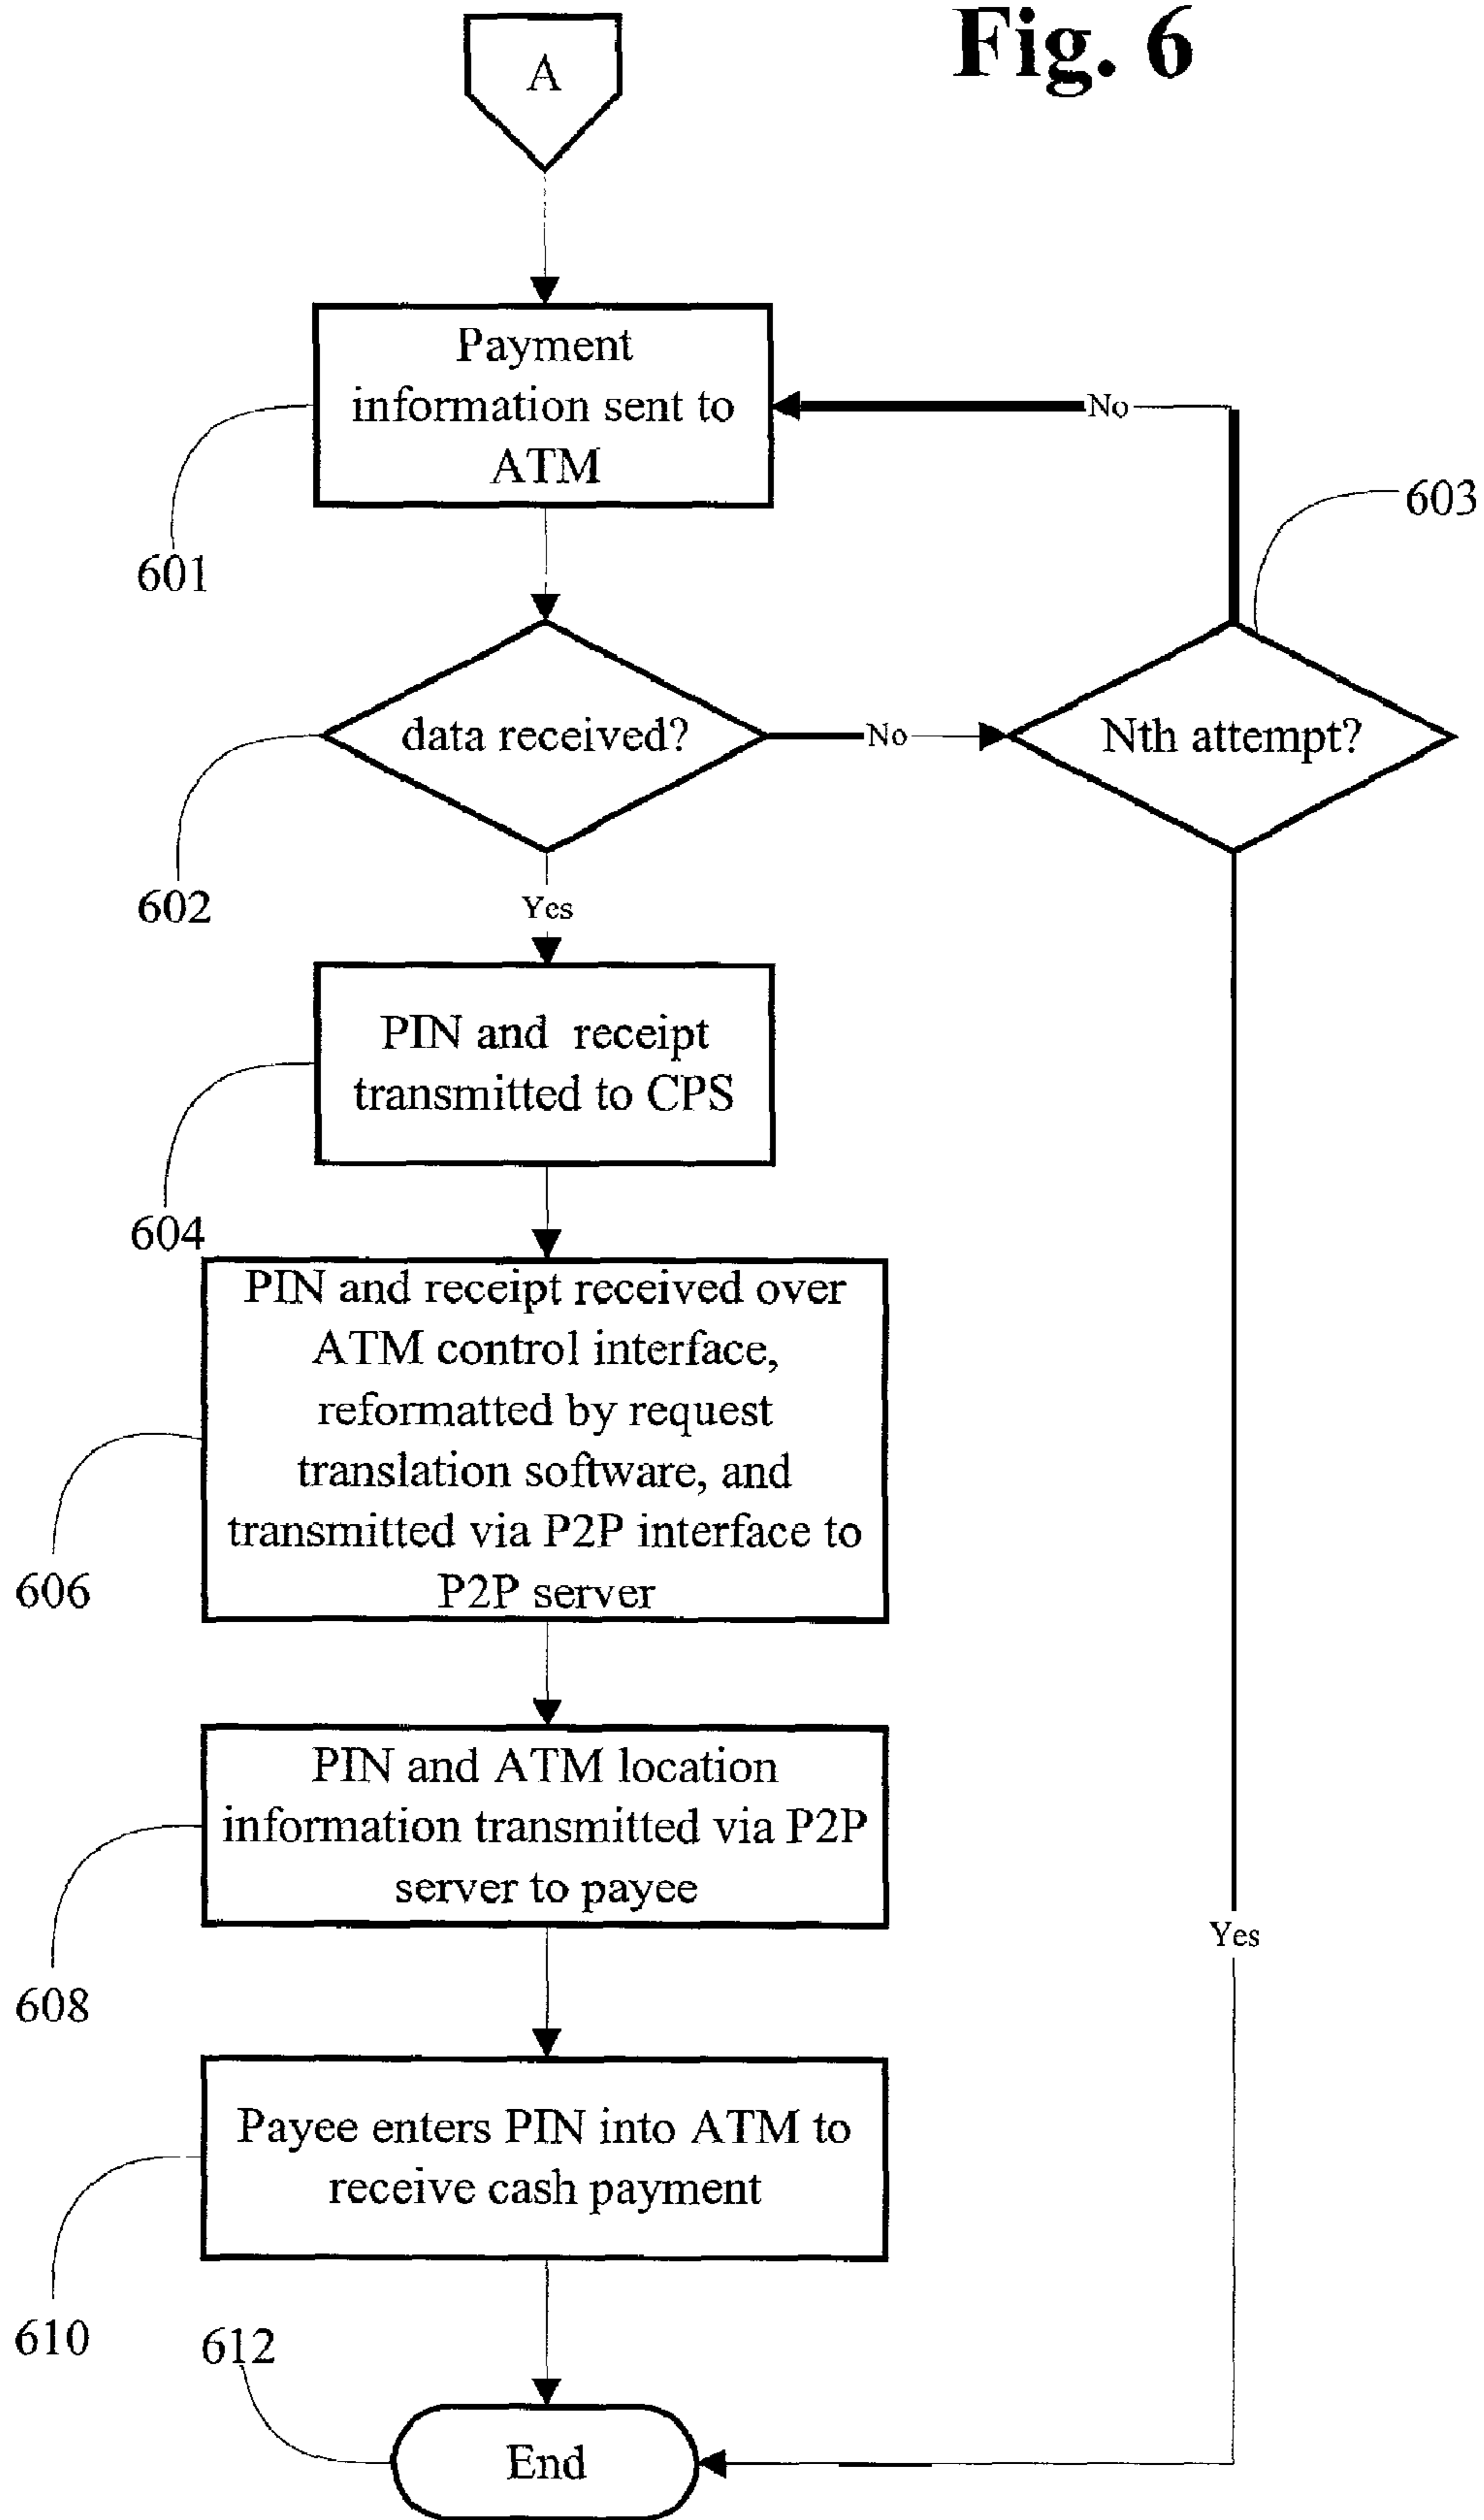 Fig. 6
A
Payment
information sent to
ATM
No
603
601
data received?
No
Nth attempt?
602
Yes
PIN and receipt
transmitted to CPS
604
PIN and receipt received over
ATM control interface,
reformatted by request
translation software, and
transmitted via P2P interface to
P2P server
606
PIN and ATM location
information transmitted via P2P
server to payee
608
Yes
Payee enters PIN into ATM to
receive cash payment
610
612
End